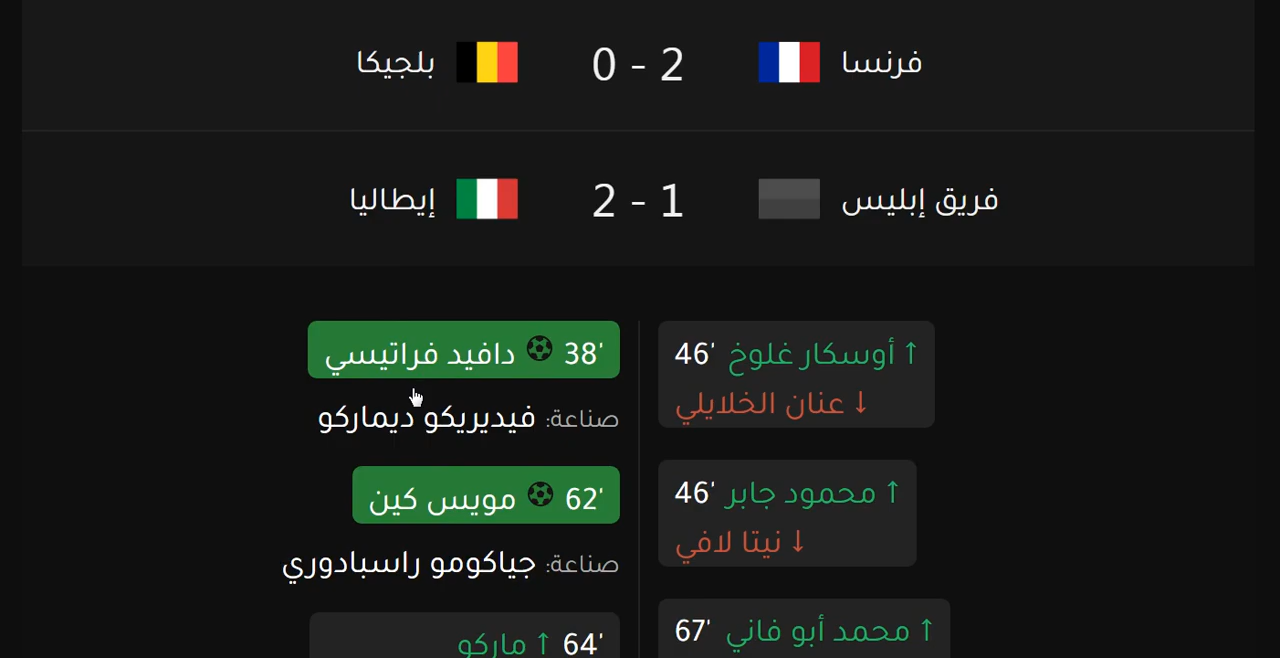 فرنسا 2 - 0 بلجيكا
فريق إبليس 1 - 2 إيطاليا
↑ أوسكار غلوخ 46'
↓ عنان الخلايلي
↑ محمود جابر 46'
↓ نيتا لافي
↑ محمد أبو فاني 67'
38' دافيد فراتيسي
صناعة: فيديريكو ديماركو
62' مويس كين
صناعة: جياكومو راسبادوري
64' ↑ ماركو